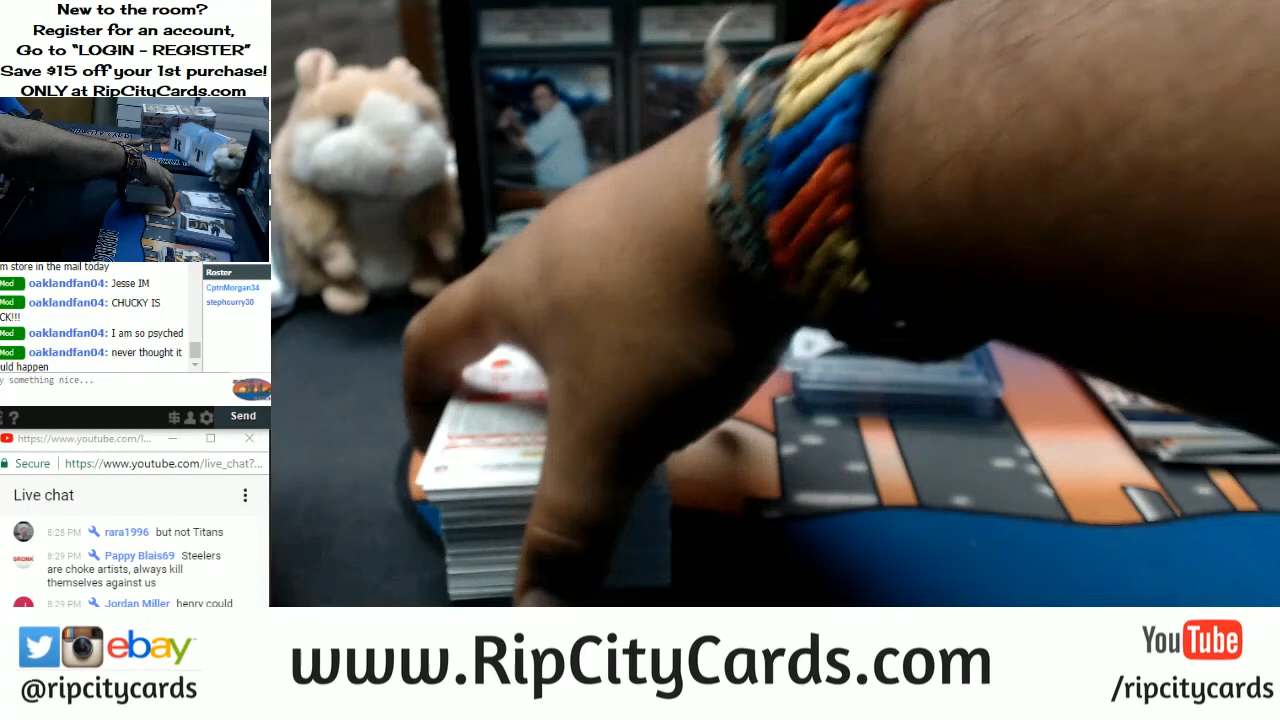 New to the room?
Register for an account,
Go to “LOGIN - REGISTER”
Save $15 off your 1st purchase!
ONLY at RipCityCards.com
R T
m store in the mail today
Mod oaklandfan04: Jesse IM
Mod oaklandfan04: CHUCKY IS
CK!!!
Mod oaklandfan04: I am so psyched
Mod oaklandfan04: never thought it
uld happen
y something nice...
Roster
CptnMorgan34
stephcurry30
Send
https://www.youtube.com/l...
Secure https://www.youtube.com/live_chat?...
Live chat
8:28 PM rara1996 but not Titans
8:29 PM Pappy Blais69 Steelers
are choke artists, always kill
themselves against us
8:29 PM Jordan Miller henry could
ebay
@ripcitycards
www.RipCityCards.com
YouTube
/ripcitycards